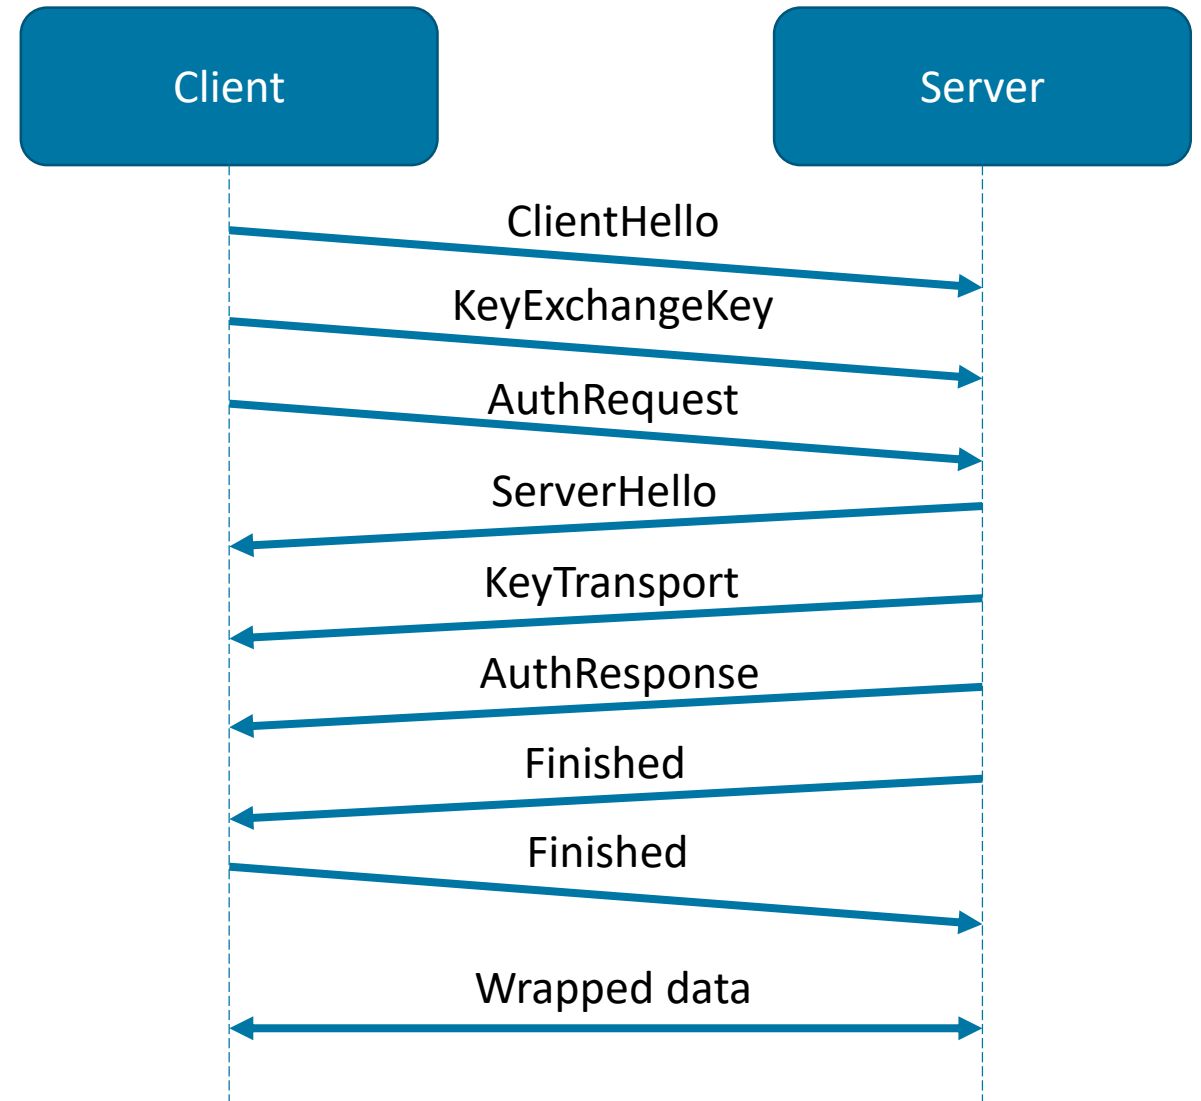 Client
Server
ClientHello
KeyExchangeKey
AuthRequest
ServerHello
KeyTransport
AuthResponse
Finished
Finished
Wrapped data